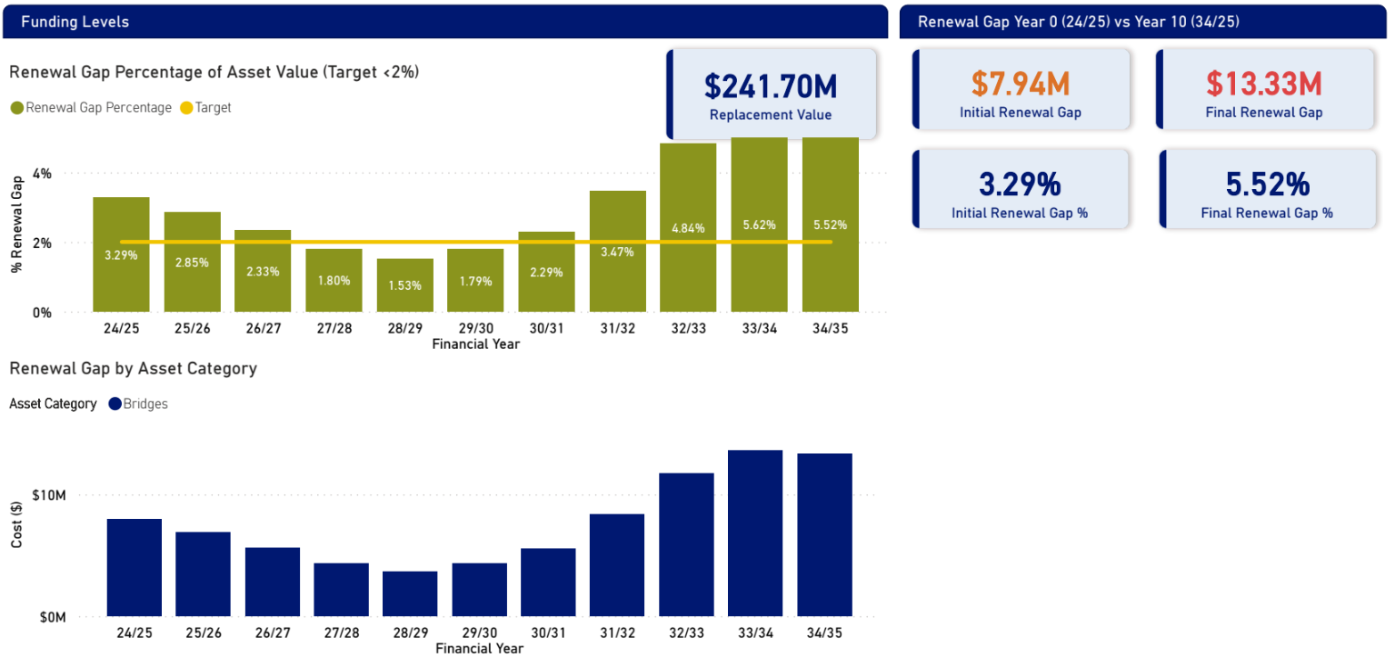 Funding Levels
Renewal Gap Percentage of Asset Value (Target <2%)
Renewal Gap Percentage Target
$241.70M
Replacement Value
% Renewal Gap
4%
2%
0%
3.29%
2.85%
2.33%
1.80%
1.53%
1.79%
2.29%
3.47%
4.84%
5.62%
5.52%
24/25 25/26 26/27 27/28 28/29 29/30 30/31 31/32 32/33 33/34 34/35
Financial Year
Renewal Gap by Asset Category
Asset Category Bridges
Cost ($)
$10M
$0M
24/25 25/26 26/27 27/28 28/29 29/30 30/31 31/32 32/33 33/34 34/35
Financial Year
Renewal Gap Year 0 (24/25) vs Year 10 (34/25)
$7.94M
Initial Renewal Gap
$13.33M
Final Renewal Gap
3.29%
Initial Renewal Gap %
5.52%
Final Renewal Gap %